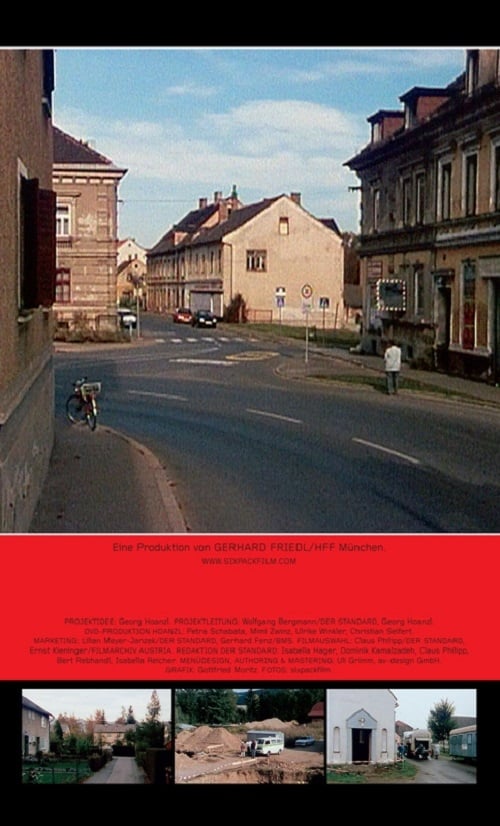 Eine Produktion von GERHARD FRIEDL/HFF München.
WWW.SIXPACKFILM.COM
PROJEKTIDEE: Georg Hoanzl. PROJEKTLEITUNG: Wolfgang Bergmann/DER STANDARD, Georg Hoanzl.
DVD-PRODUKTION HOANZL: Petra Schabata, Mimi Zwinz, Ulrike Winkler, Christian Seifert.
MARKETING: Lilian Meyer-Janzek/DER STANDARD, Gerhard Fenz/BMS. FILMAUSWAHL: Claus Philipp/DER STANDARD,
Ernst Kieninger/FILMARCHIV AUSTRIA. REDAKTION DER STANDARD: Isabella Hager, Dominik Kamalzadeh, Claus Philipp,
Bert Rebhandl, Isabella Reicher. MENÜDESIGN, AUTHORING & MASTERING: Uli Grimm, av-design GmbH.
GRAFIK: Gottfried Moritz. FOTOS: sixpackfilm.